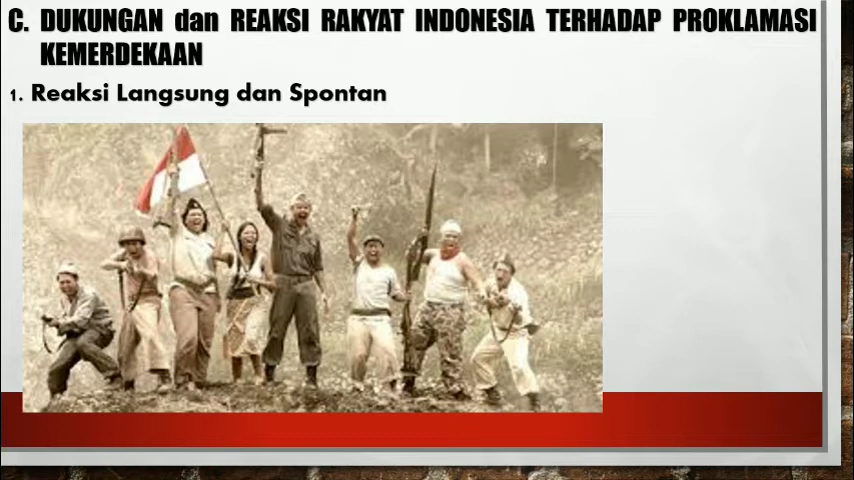 C. DUKUNGAN dan REAKSI RAKYAT INDONESIA TERHADAP PROKLAMASI
KEMERDEKAAN
1. Reaksi Langsung dan Spontan